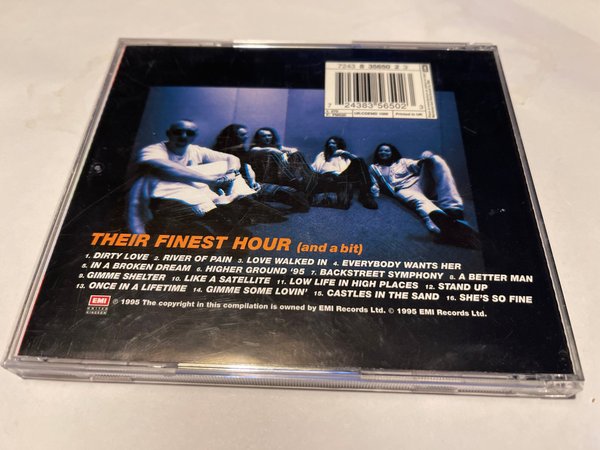 7243 8 35650 2 3
7 24383 56502 3
UK:CDEMD 1086
Printed in UK
THEIR FINEST HOUR (and a bit)
1. DIRTY LOVE 2. RIVER OF PAIN 3. LOVE WALKED IN 4. EVERYBODY WANTS HER
5. IN A BROKEN DREAM 6. HIGHER GROUND '95 7. BACKSTREET SYMPHONY 8. A BETTER MAN
9. GIMME SHELTER 10. LIKE A SATELLITE 11. LOW LIFE IN HIGH PLACES 12. STAND UP
13. ONCE IN A LIFETIME 14. GIMME SOME LOVIN' 15. CASTLES IN THE SAND 16. SHE'S SO FINE
EMI
UNITED
KINGDOM
℗ 1995 The copyright in this compilation is owned by EMI Records Ltd. © 1995 EMI Records Ltd.